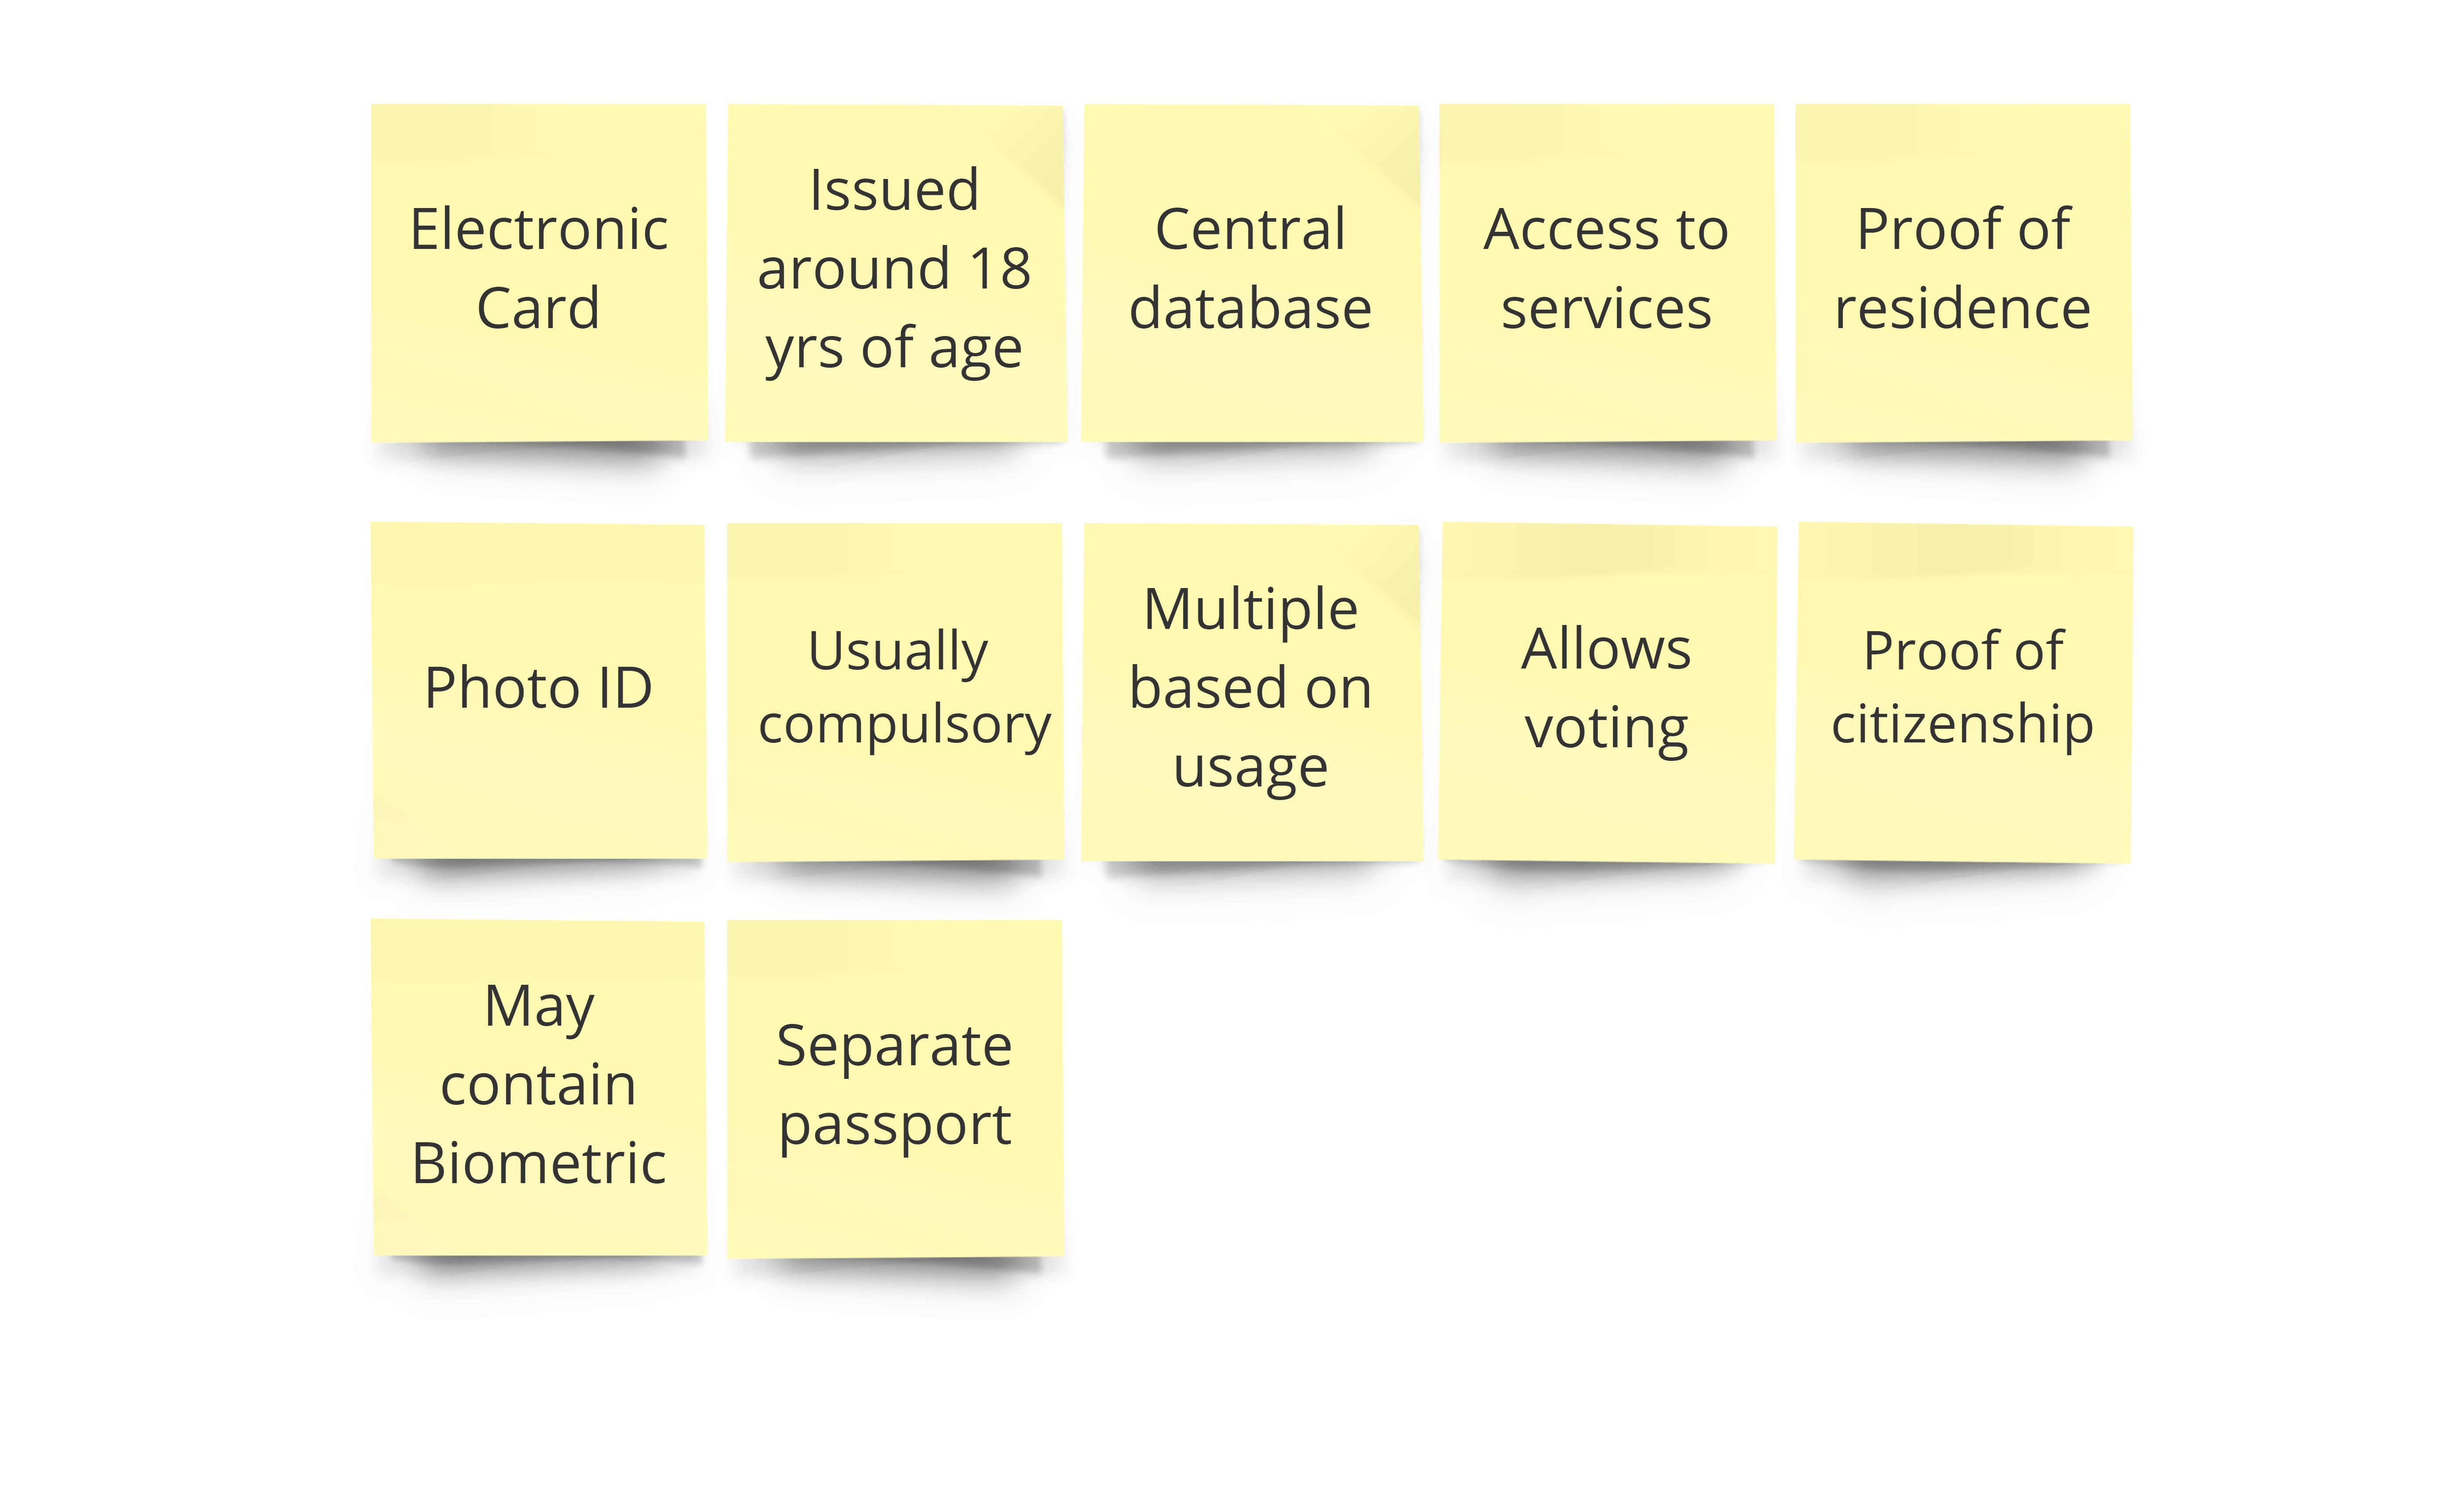 Electronic
Card
Issued
around 18
yrs of age
Central
database
Access to
services
Proof of
residence
Photo ID
Usually
compulsory
Multiple
based on
usage
Allows
voting
Proof of
citizenship
May
contain
Biometric
Separate
passport